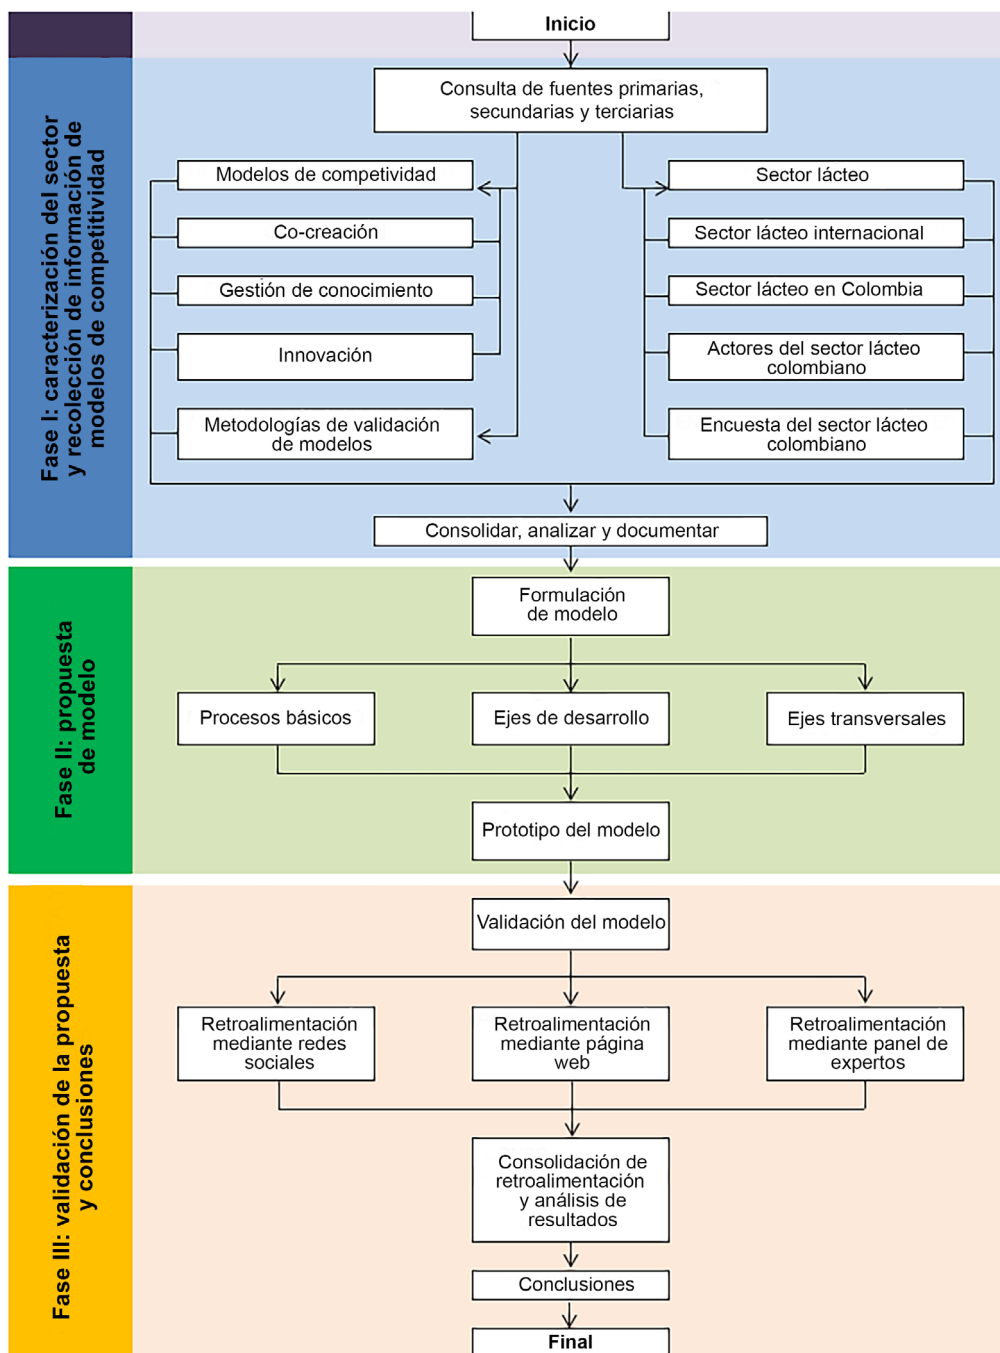 Inicio
Fase I: caracterización del sector
y recolección de información de
modelos de competitividad
Consulta de fuentes primarias,
secundarias y terciarias
Modelos de competividad
Co-creación
Gestión de conocimiento
Innovación
Metodologías de validación
de modelos
Sector lácteo
Sector lácteo internacional
Sector lácteo en Colombia
Actores del sector lácteo
colombiano
Encuesta del sector lácteo
colombiano
Consolidar, analizar y documentar
Fase II: propuesta
de modelo
Formulación
de modelo
Procesos básicos
Ejes de desarrollo
Ejes transversales
Prototipo del modelo
Fase III: validación de la propuesta
y conclusiones
Validación del modelo
Retroalimentación
mediante redes
sociales
Retroalimentación
mediante página
web
Retroalimentación
mediante panel de
expertos
Consolidación de
retroalimentación
y análisis de
resultados
Conclusiones
Final